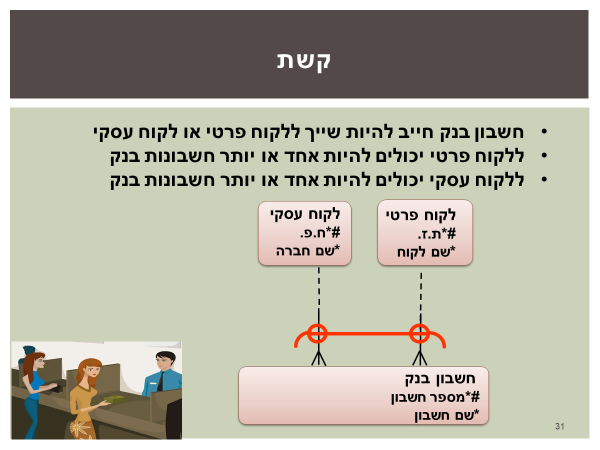 קשת
• חשבון בנק חייב להיות שייך ללקוח פרטי או לקוח עסקי
• ללקוח פרטי יכולים להיות אחד או יותר חשבונות בנק
• ללקוח עסקי יכולים להיות אחד או יותר חשבונות בנק
לקוח פרטי
#*ת.ז.
*שם לקוח
לקוח עסקי
#*ח.פ.
*שם חברה
חשבון בנק
#*מספר חשבון
*שם חשבון
31